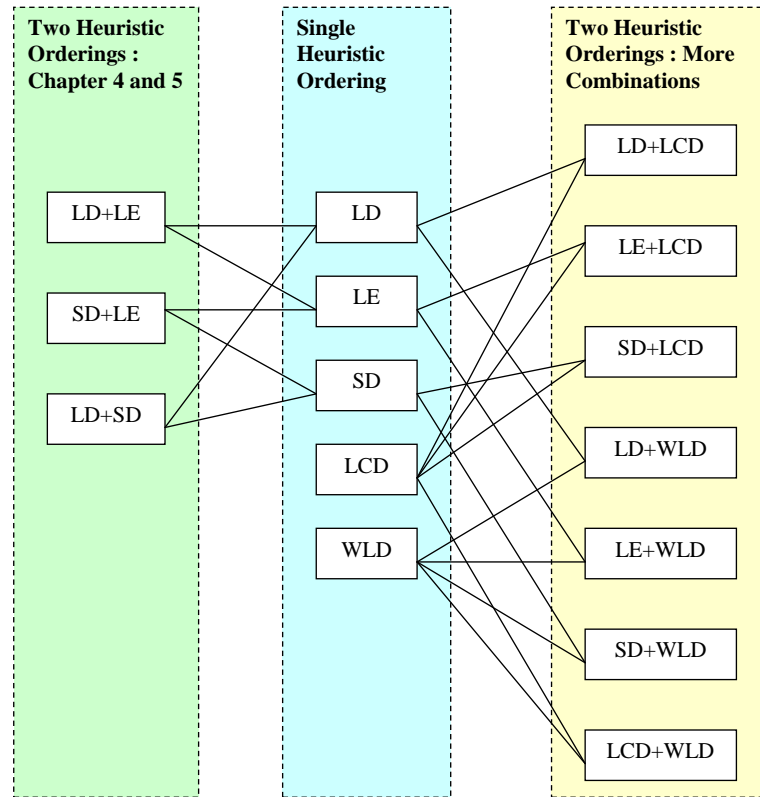 Two Heuristic
Orderings :
Chapter 4 and 5
LD+LE
SD+LE
LD+SD
Single
Heuristic
Ordering
LD
LE
SD
LCD
WLD
Two Heuristic
Orderings : More
Combinations
LD+LCD
LE+LCD
SD+LCD
LD+WLD
LE+WLD
SD+WLD
LCD+WLD